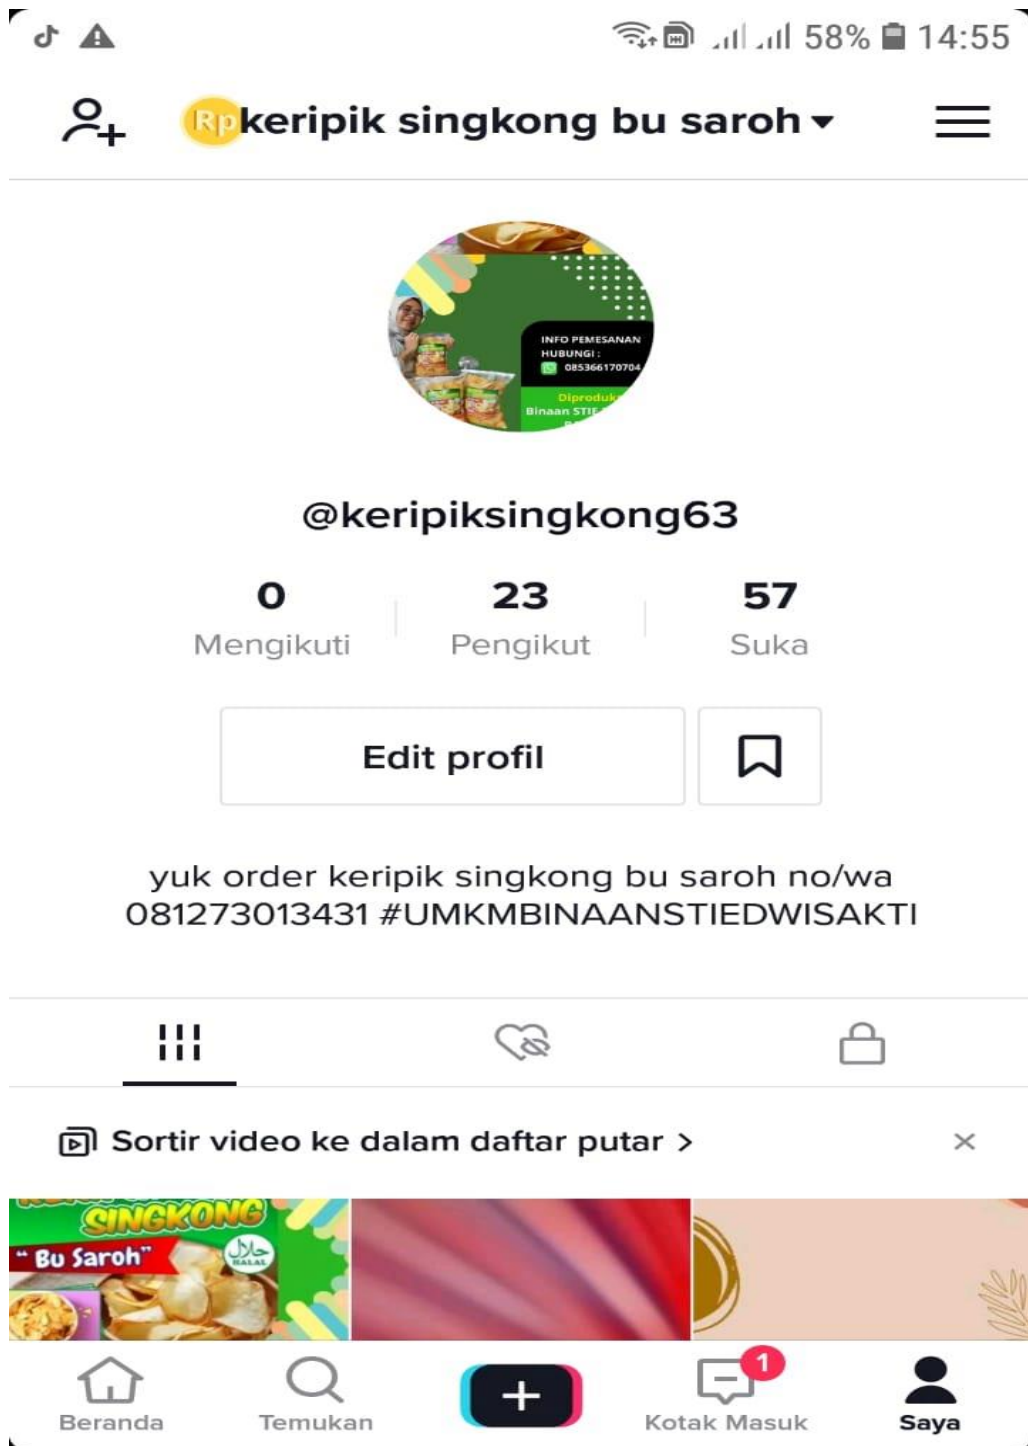 58% 14:55
Rp keripik singkong bu saroh
INFO PEMESANAN
HUBUNGI :
085366170704
Diproduk
Binaan STIE
@keripiksingkong63
0 23 57
Mengikuti Pengikut Suka
Edit profil
yuk order keripik singkong bu saroh no/wa
081273013431 #UMKMBINAANSTIEDWISAKTI
Sortir video ke dalam daftar putar >
SINGKONG
“ Bu Saroh”
حلال
HALAL
1
Beranda Temukan Kotak Masuk Saya